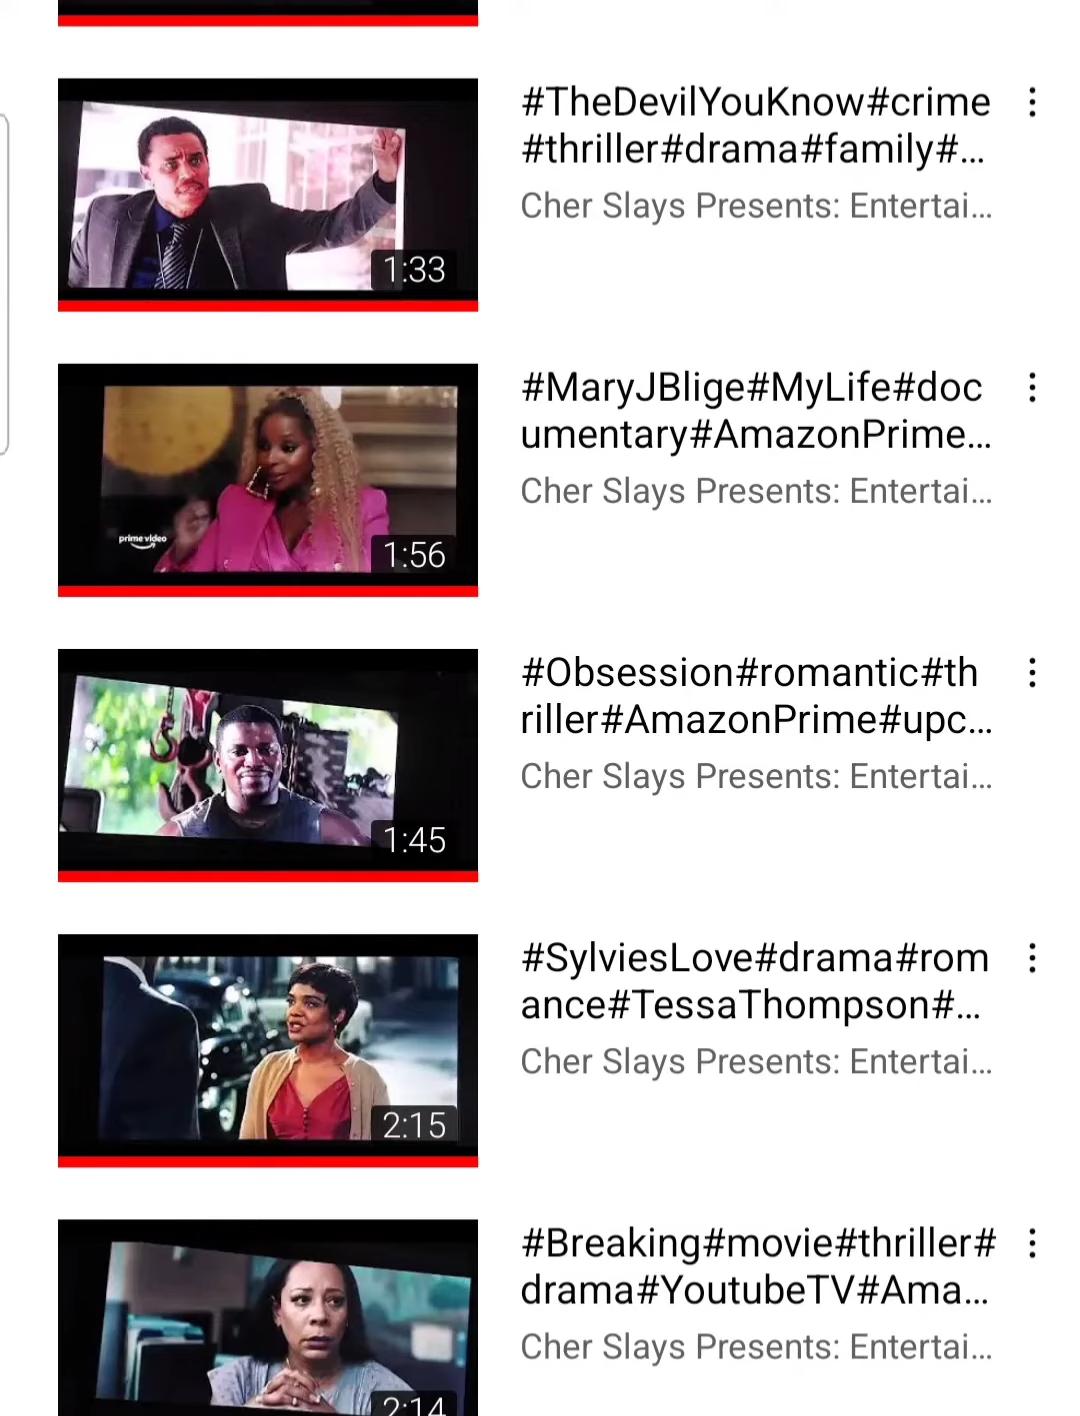 #TheDevilYouKnow#crime
#thriller#drama#family#...
Cher Slays Presents: Entertai...
1:33
#MaryJBlige#MyLife#doc
umentary#AmazonPrime...
Cher Slays Presents: Entertai...
prime video
1:56
#Obsession#romantic#th
riller#AmazonPrime#upc...
Cher Slays Presents: Entertai...
1:45
#SylviesLove#drama#rom
ance#TessaThompson#...
Cher Slays Presents: Entertai...
2:15
#Breaking#movie#thriller#
drama#YoutubeTV#Ama...
Cher Slays Presents: Entertai...
2:14